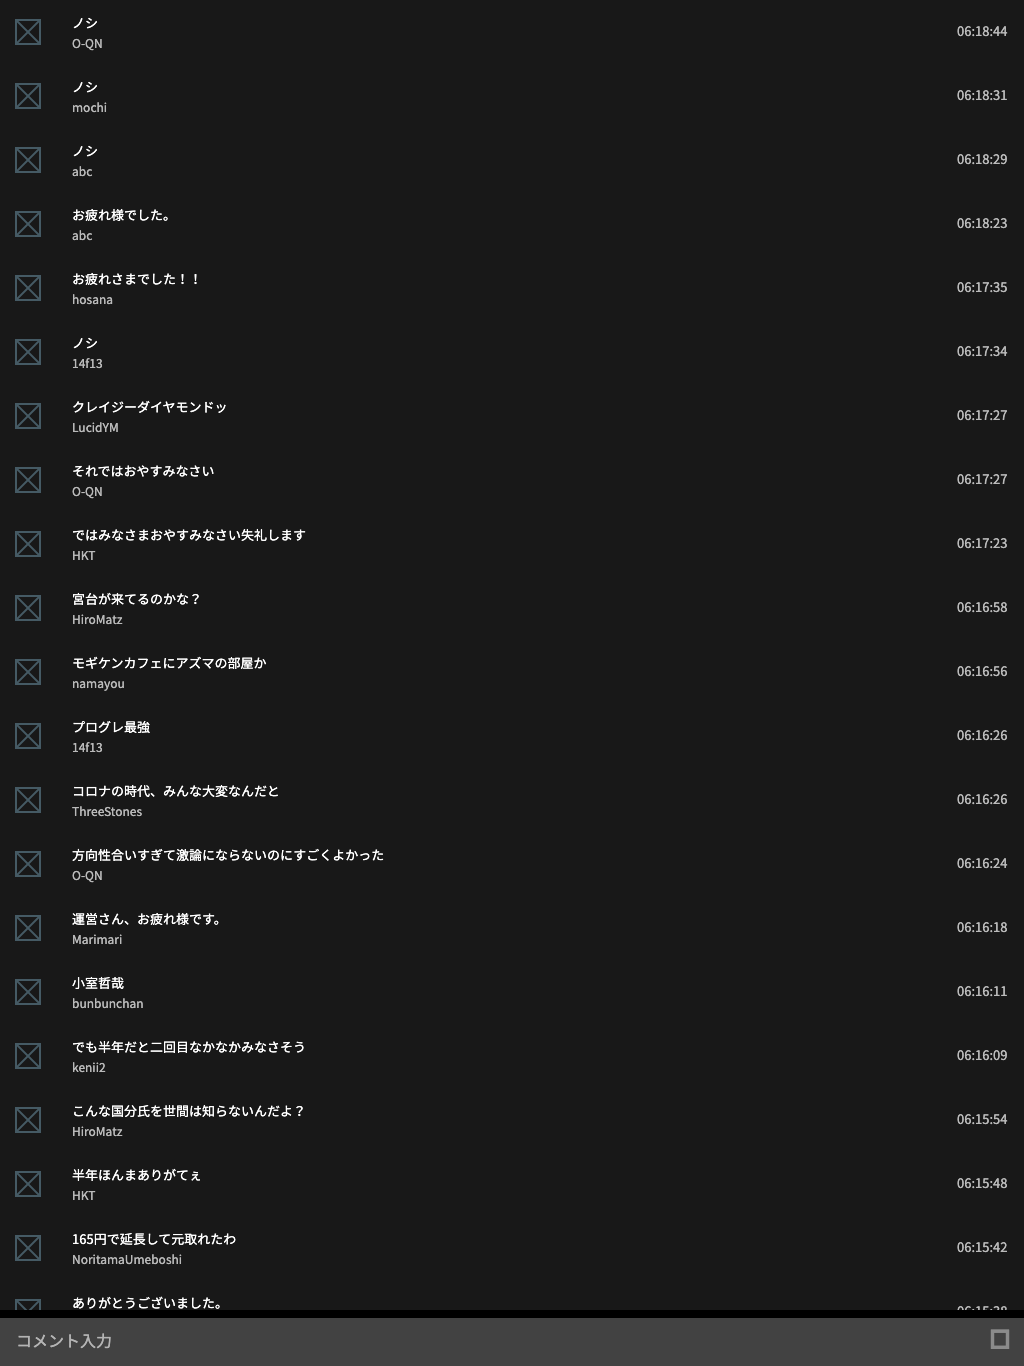 ノシ
O-QN
06:18:44
ノシ
mochi
06:18:31
ノシ
abc
06:18:29
お疲れ様でした。
abc
06:18:23
お疲れさまでした！！
hosana
06:17:35
ノシ
14f13
06:17:34
クレイジーダイヤモンドッ
LucidYM
06:17:27
それではおやすみなさい
O-QN
06:17:27
ではみなさまおやすみなさい失礼します
HKT
06:17:23
宮台が来てるのかな？
HiroMatz
06:16:58
モギケンカフェにアズマの部屋か
namayou
06:16:56
プログレ最強
14f13
06:16:26
コロナの時代、みんな大変なんだと
ThreeStones
06:16:26
方向性合いすぎて激論にならないのにすごくよかった
O-QN
06:16:24
運営さん、お疲れ様です。
Marimari
06:16:18
小室哲哉
bunbunchan
06:16:11
でも半年だと二回目なかなかみなさそう
kenii2
06:16:09
こんな国分氏を世間は知らないんだよ？
HiroMatz
06:15:54
半年ほんまありがてぇ
HKT
06:15:48
165円で延長して元取れたわ
NoritamaUmeboshi
06:15:42
ありがとうございました。
コメント入力